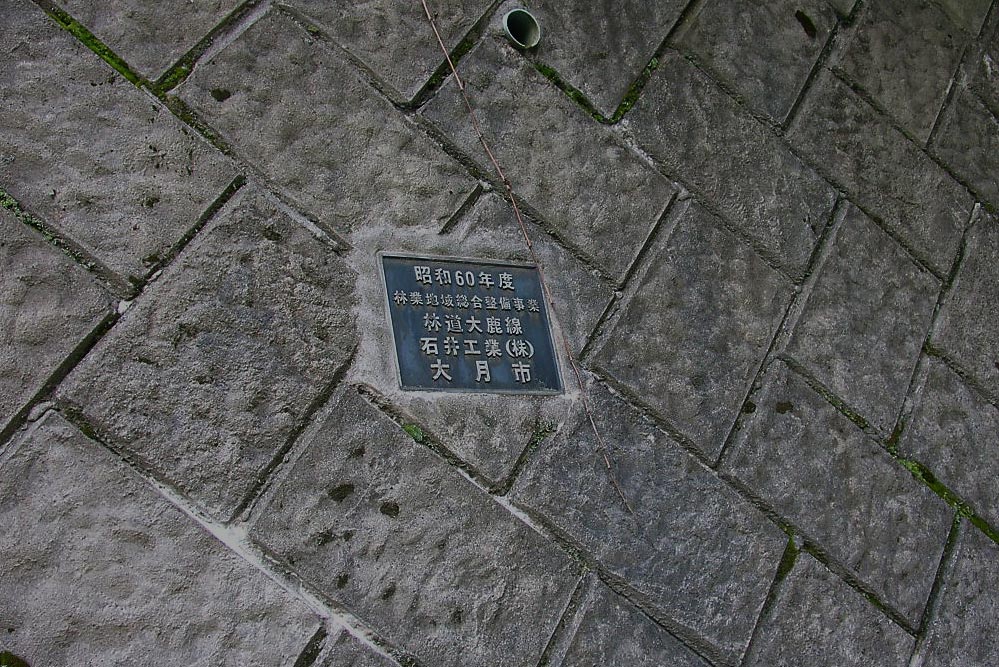 昭和60年度
林業地域総合整備事業
林道大鹿線
石井工業(株)
大月市